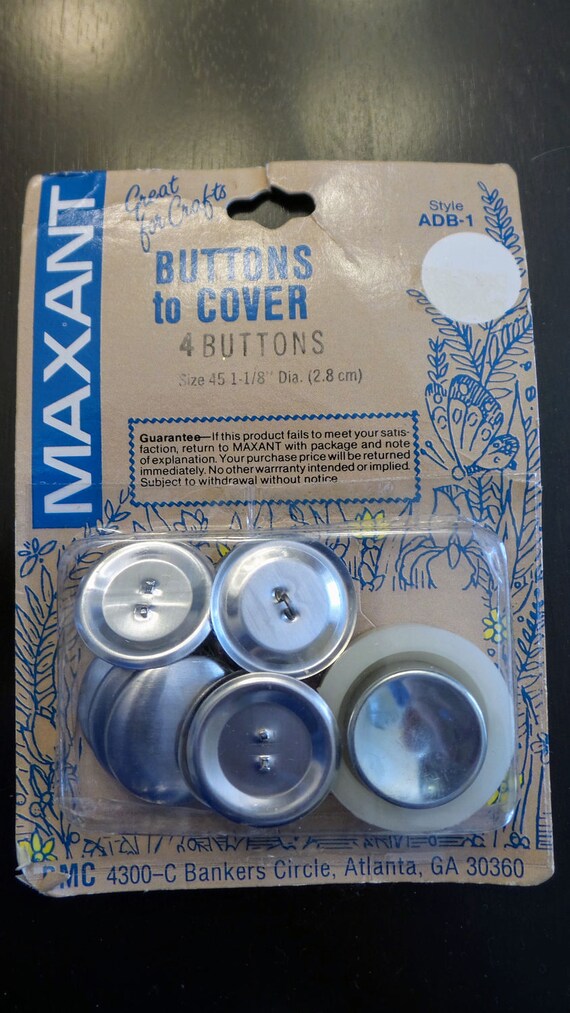 MAXANT
Great
for Crafts
Style
ADB-1
BUTTONS
to COVER
4 BUTTONS
Size 45 1-1/8" Dia. (2.8 cm)
Guarantee—If this product fails to meet your satis-
faction, return to MAXANT with package and note
of explanation. Your purchase price will be returned
immediately. No other warranty intended or implied.
Subject to withdrawal without notice
4300-C Bankers Circle, Atlanta, GA 30360